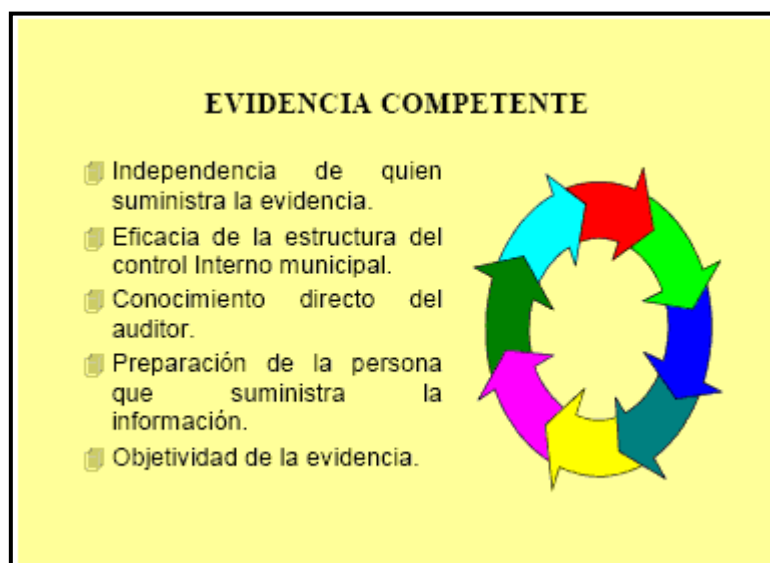 EVIDENCIA COMPETENTE
Independencia de quien
suministra la evidencia.
Eficacia de la estructura del
control Interno municipal.
Conocimiento directo del
auditor.
Preparación de la persona
que suministra la
información.
Objetividad de la evidencia.